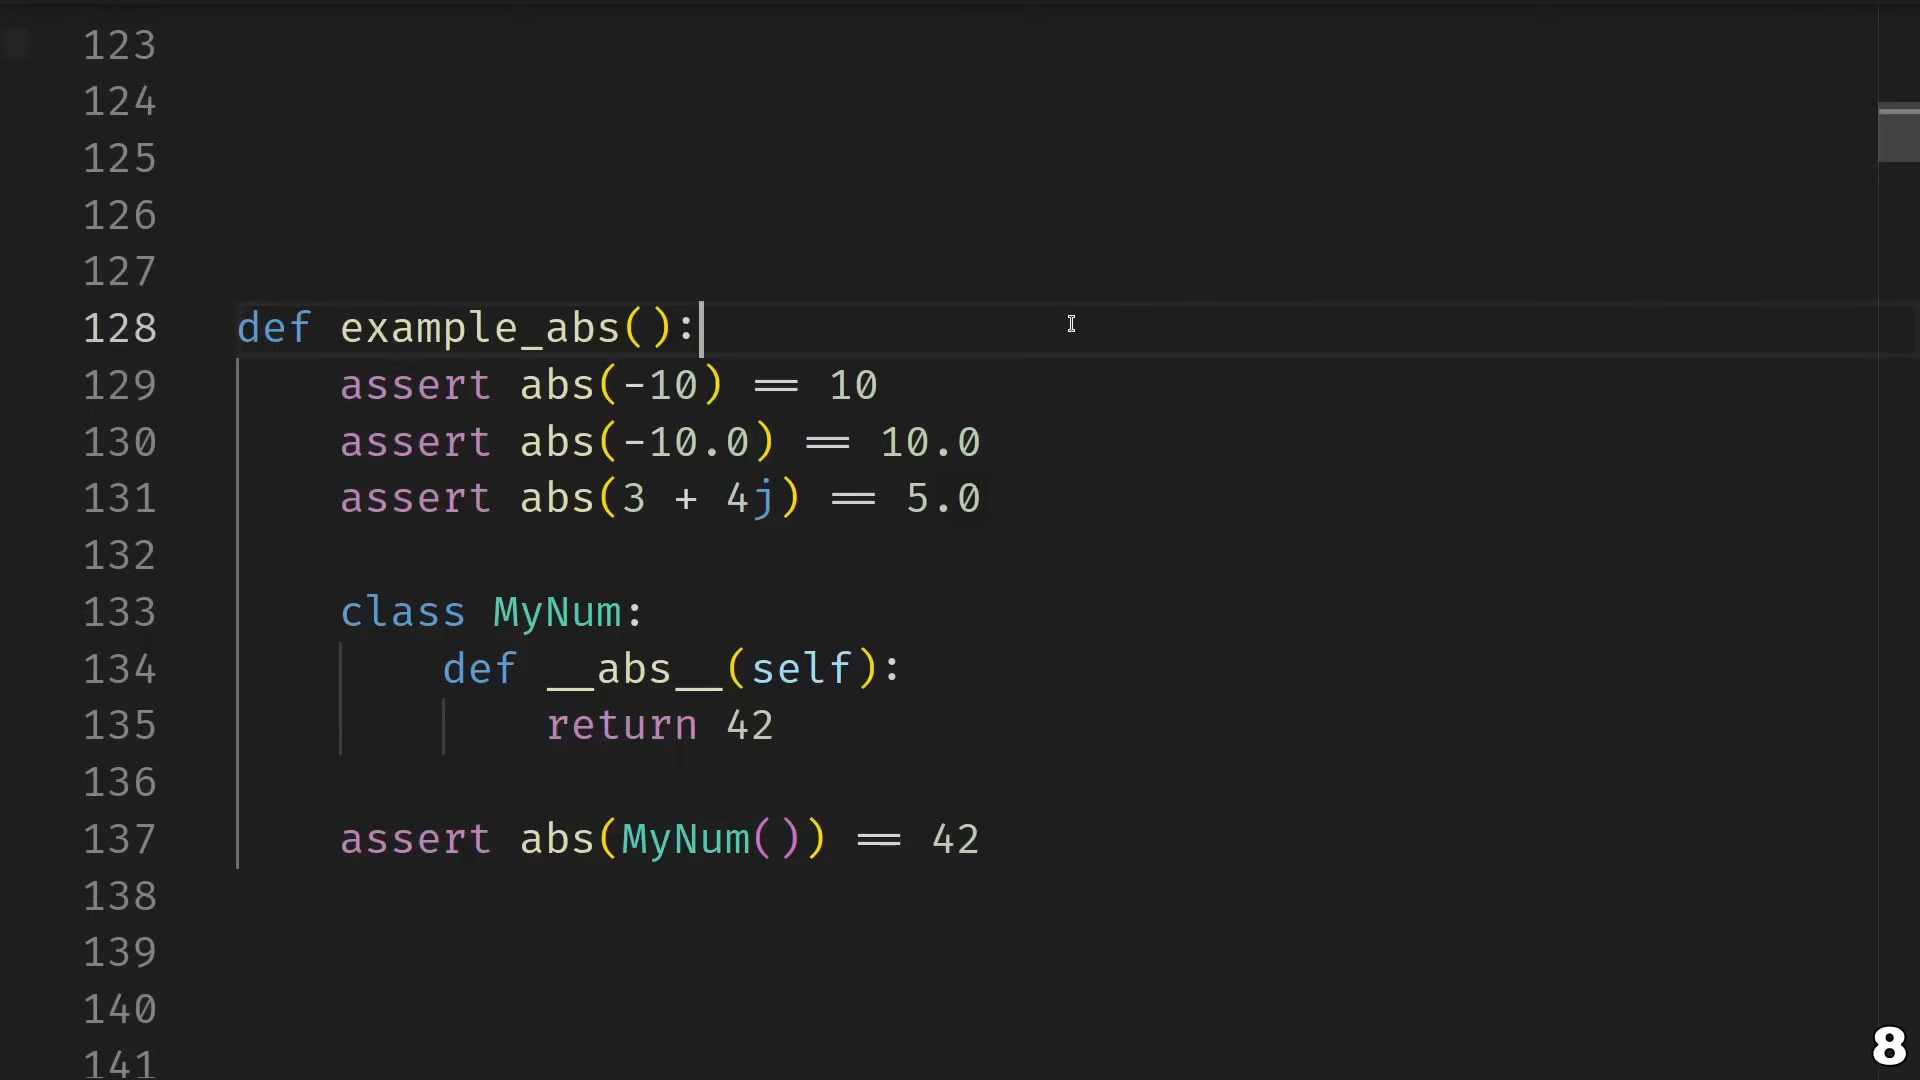 123
124
125
126
127
128 def example_abs():
129     assert abs(-10) == 10
130     assert abs(-10.0) == 10.0
131     assert abs(3 + 4j) == 5.0
132
133     class MyNum:
134         def __abs__(self):
135             return 42
136
137     assert abs(MyNum()) == 42
138
139
140
141
8